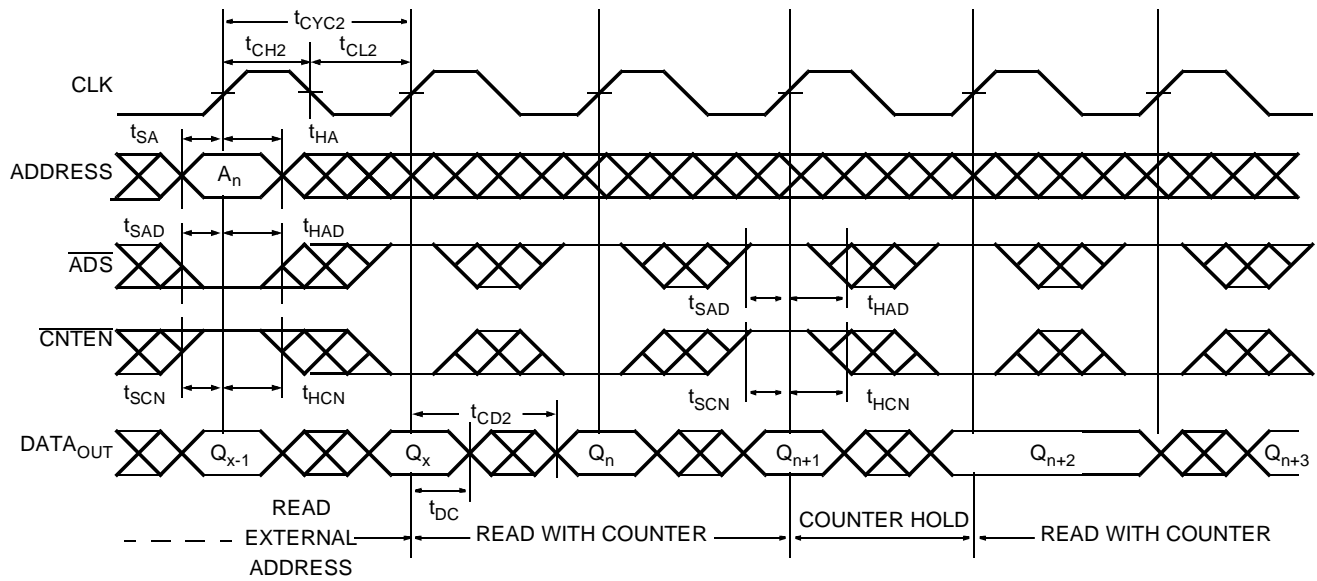 tCYC2
tCH2 tCL2
CLK
tSA tHA
ADDRESS An
tSAD tHAD
ADS
tSAD tHAD
CNTEN
tSCN tHCN tSCN tHCN
tCD2
DATAOUT Qx-1 Qx Qn Qn+1 Qn+2 Qn+3
tDC
READ EXTERNAL ADDRESS
READ WITH COUNTER COUNTER HOLD READ WITH COUNTER